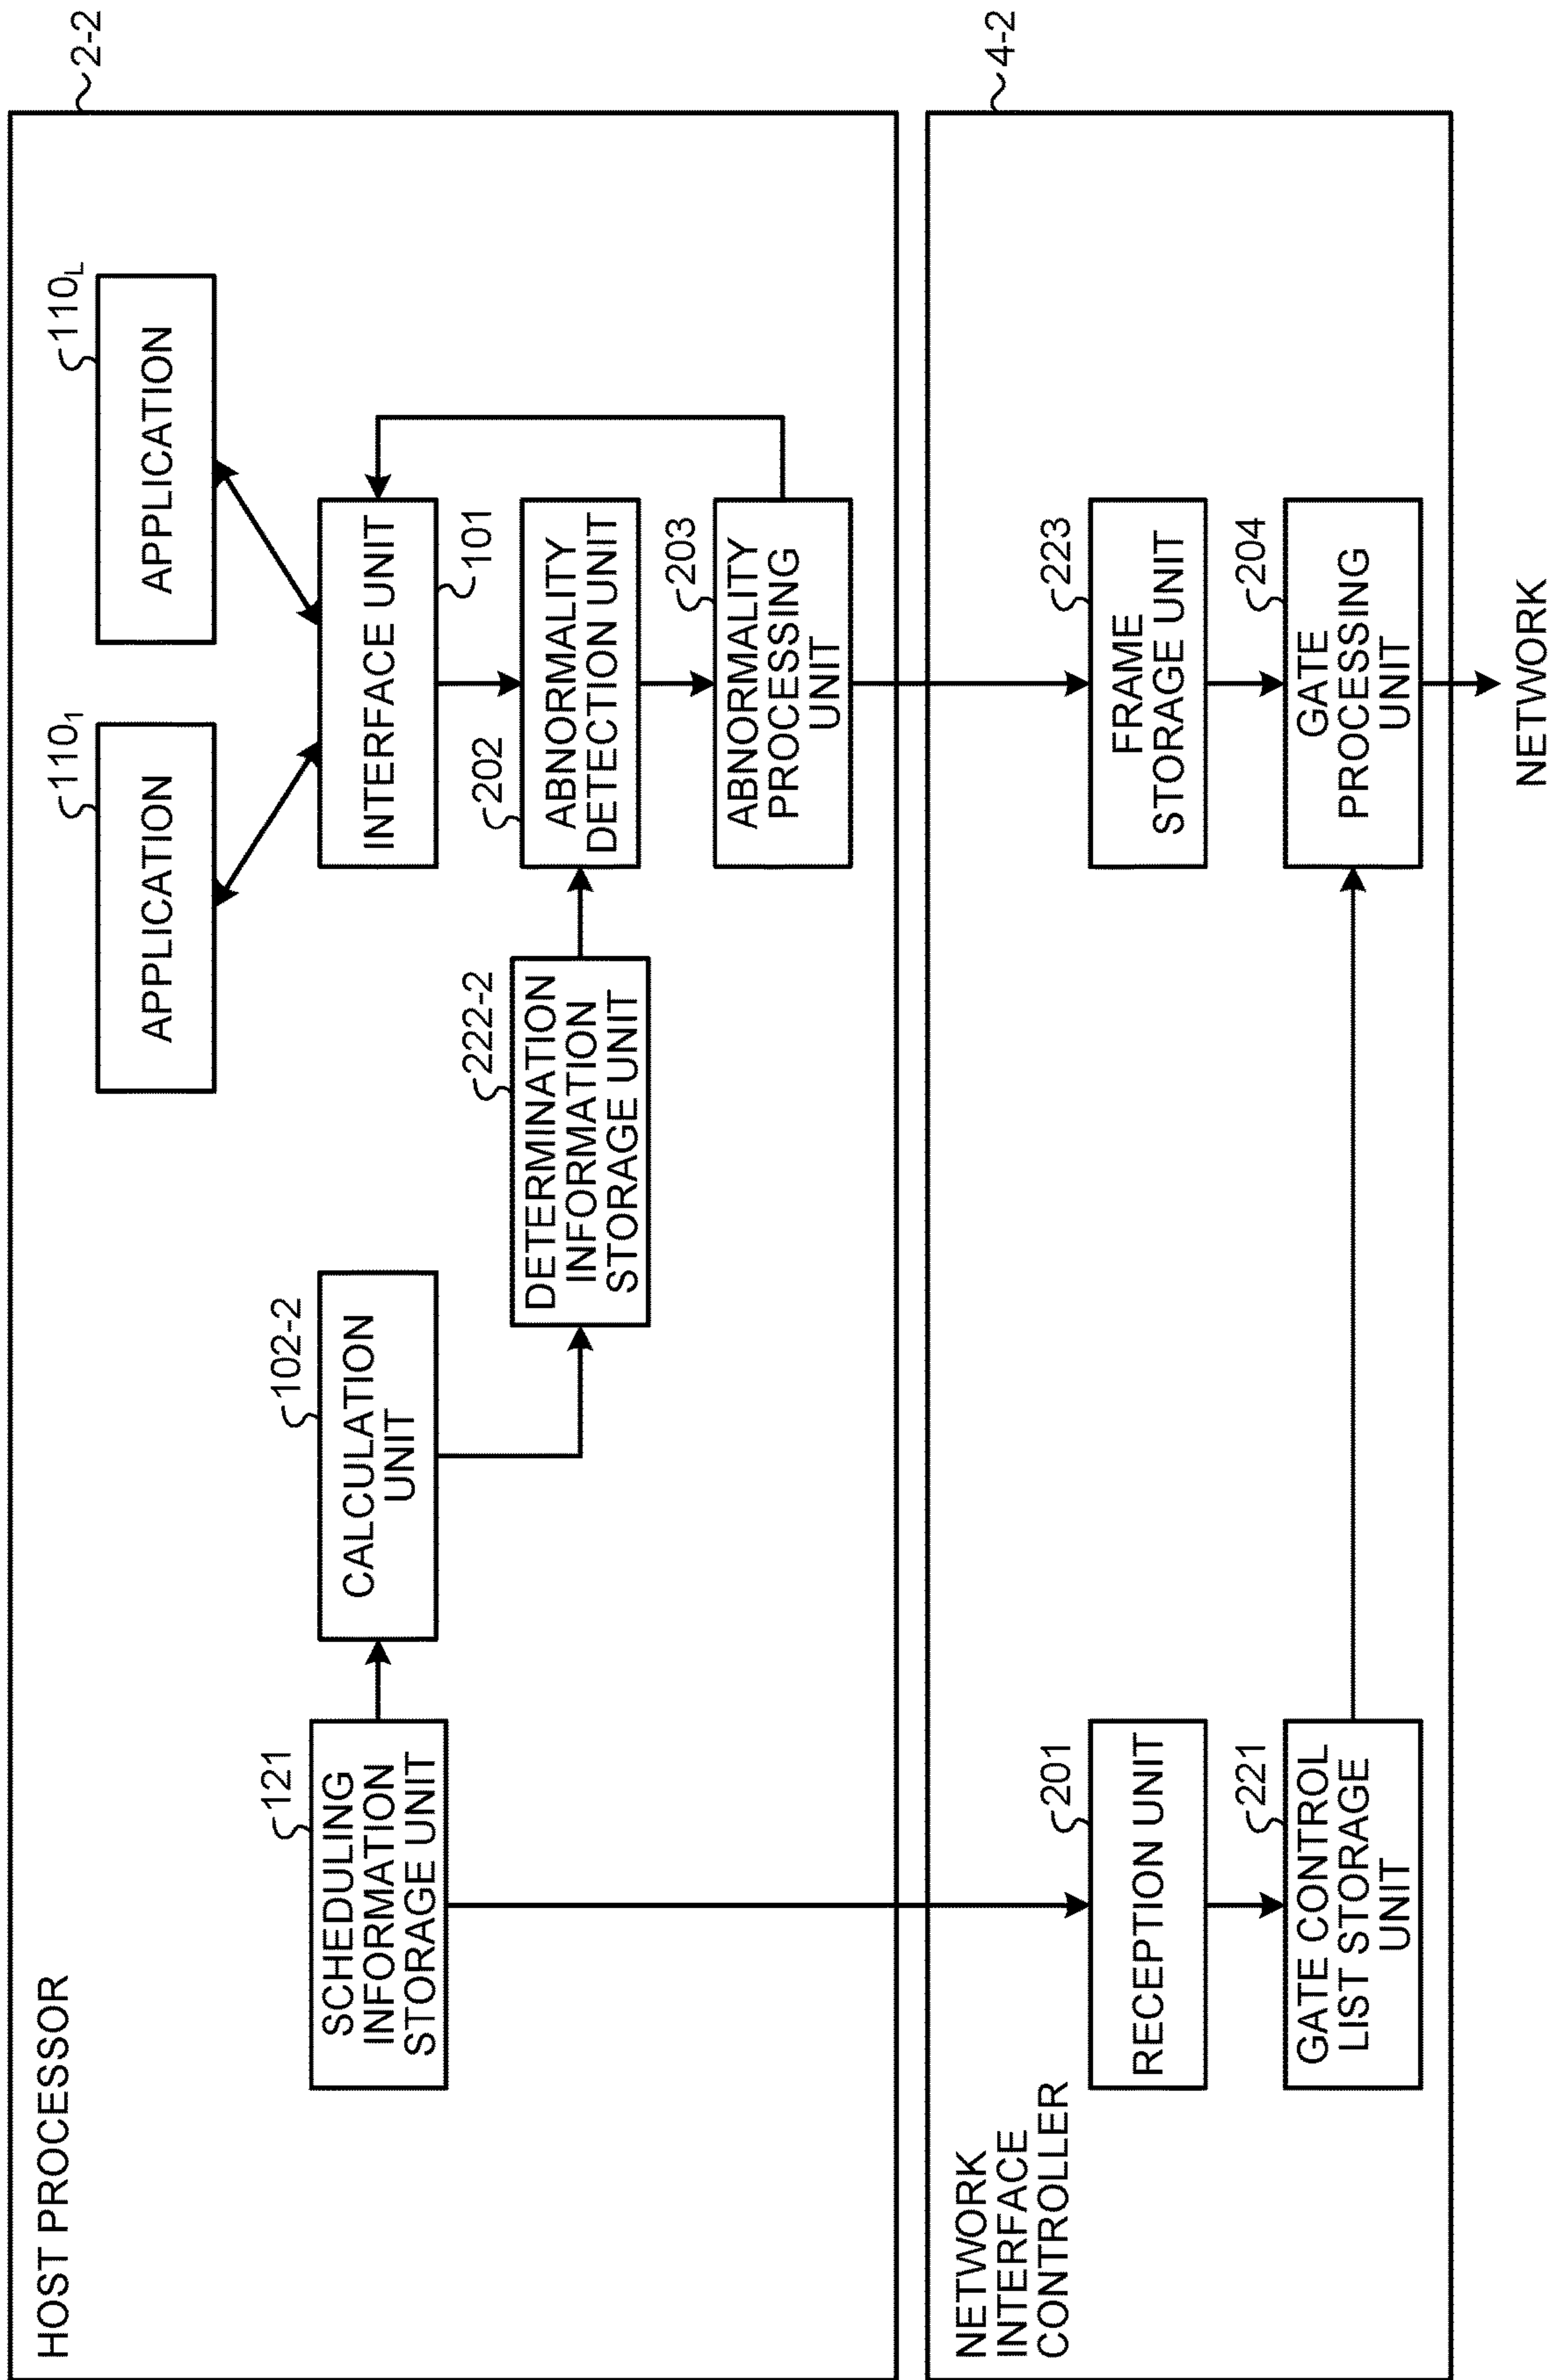 HOST PROCESSOR
2-2
110₁
APPLICATION
110L
APPLICATION
121
SCHEDULING
INFORMATION
STORAGE UNIT
102-2
CALCULATION
UNIT
INTERFACE UNIT
101
222-2
DETERMINATION
INFORMATION
STORAGE UNIT
202
ABNORMALITY
DETECTION UNIT
203
ABNORMALITY
PROCESSING
UNIT
NETWORK
INTERFACE
CONTROLLER
4-2
201
RECEPTION UNIT
223
FRAME
STORAGE UNIT
221
GATE CONTROL
LIST STORAGE
UNIT
204
GATE
PROCESSING
UNIT
NETWORK